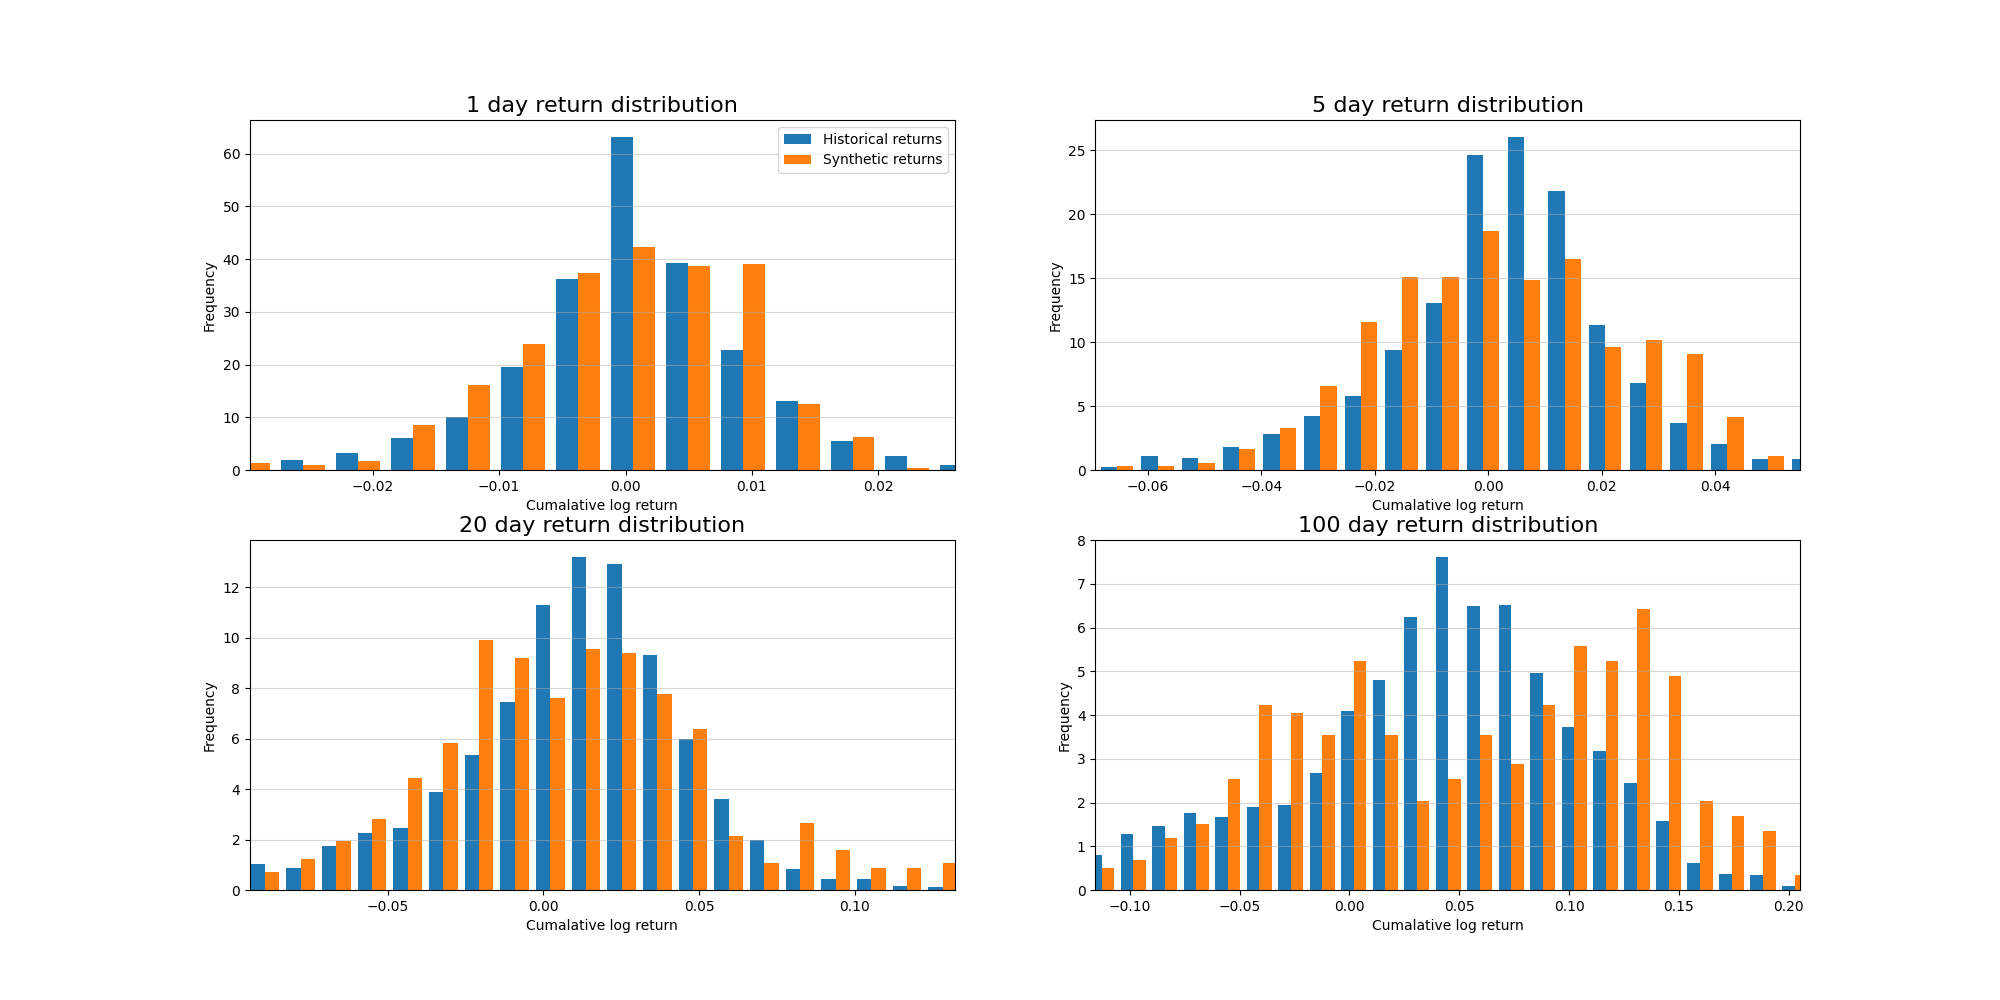 1 day return distribution
60
50
40
30
20
10
0
Frequency
Historical returns
Synthetic returns
−0.02 −0.01 0.00 0.01 0.02
Cumalative log return
5 day return distribution
25
20
15
10
5
0
Frequency
−0.06 −0.04 −0.02 0.00 0.02 0.04
Cumalative log return
20 day return distribution
12
10
8
6
4
2
0
Frequency
−0.05 0.00 0.05 0.10
Cumalative log return
100 day return distribution
8
7
6
5
4
3
2
1
0
Frequency
−0.10 −0.05 0.00 0.05 0.10 0.15 0.20
Cumalative log return